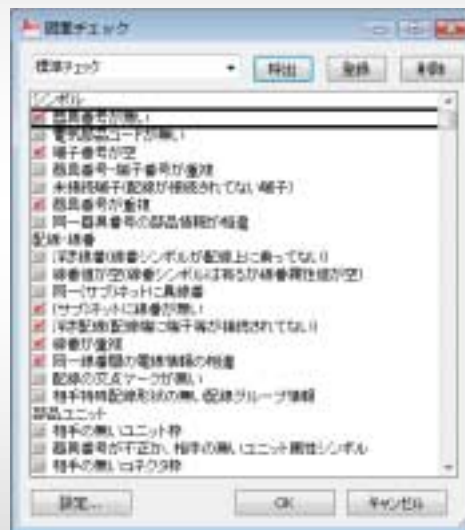 図面チェック
標準チェック 呼出 登録 削除
シンボル
器具番号が無い
電気部品コードが無い
端子番号が空
器具番号-端子番号が重複
未接続端子(配線が接続されてない端子)
器具番号が重複
同一器具番号の部品情報が相違
配線・線番
浮き線番(線番シンボルが配線上に乗ってない)
線番値が空(線番シンボルは有るが線番属性値が空)
同一(サブ)ネットに異線番
(サブ)ネットに線番が無い
浮き配線(配線端に端子等が接続されてない)
線番が重複
同一線番間の電線情報の相違
配線の交点マークが無い
相手特殊配線形状の無い配線グループ情報
部品ユニット
相手の無いユニット枠
器具番号が不正か、相手の無いユニット属性シンボル
相手の無いコネクタ枠
設定... OK キャンセル